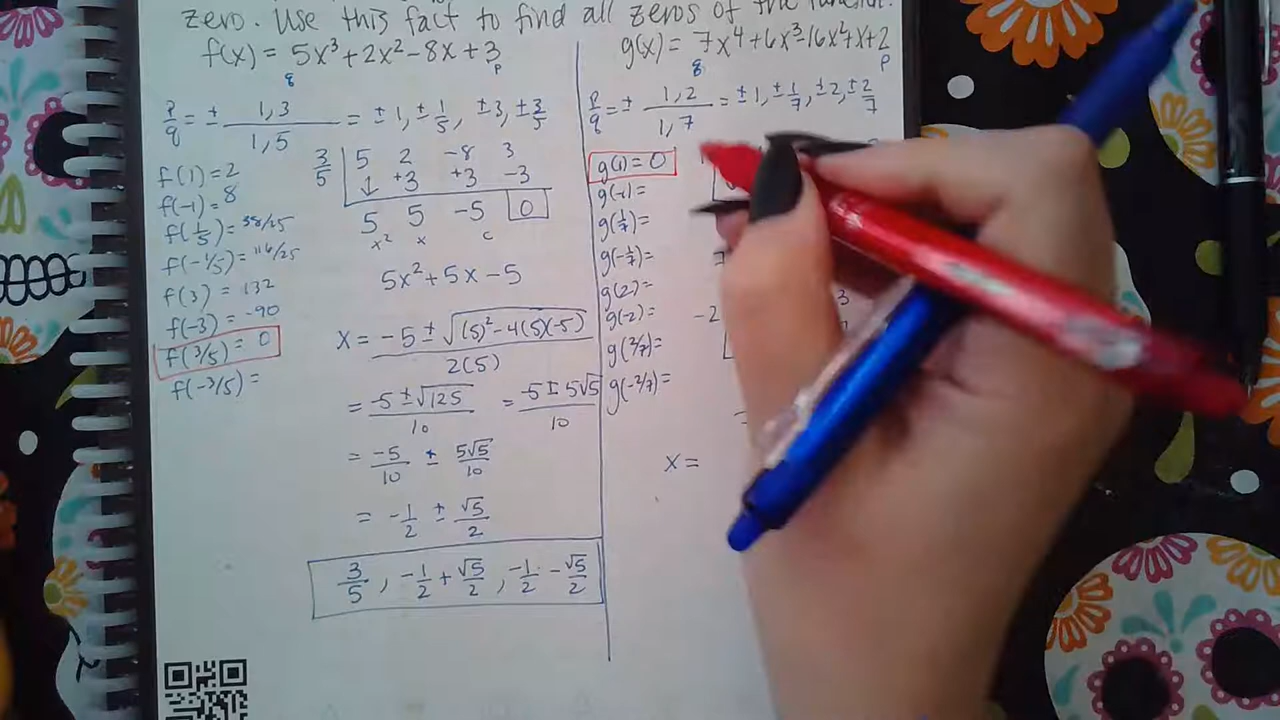 zero. Use this fact to find all zeros of the function.
f(x) = 5x³+2x²-8x+3
q p
p/q = ± 1,3/1,5 = ±1, ±1/5, ±3, ±3/5
f(1)=2
f(-1)=8
f(1/5)=38/25
f(-1/5)=116/25
f(3)=132
f(-3)=-90
f(3/5)=0
f(-3/5)=
3/5 | 5 2 -8 3
↓ +3 +3 -3
5 5 -5 0
x² x c
5x²+5x-5
x = -5±√(5)²-4(5)(-5)/2(5)
= -5±√125/10 = -5±5√5/10
= -5/10 ± 5√5/10
= -1/2 ± √5/2
3/5, -1/2+√5/2, -1/2-√5/2
g(x) = 7x⁴+6x³-16x²+x+2
q p
p/q = ± 1,2/1,7 = ±1, ±1/7, ±2, ±2/7
g(1)=0
g(-1)=
g(1/7)=
g(-1/7)=
g(2)=
g(-2)=
g(2/7)=
g(-2/7)=
7
3
-2
x=